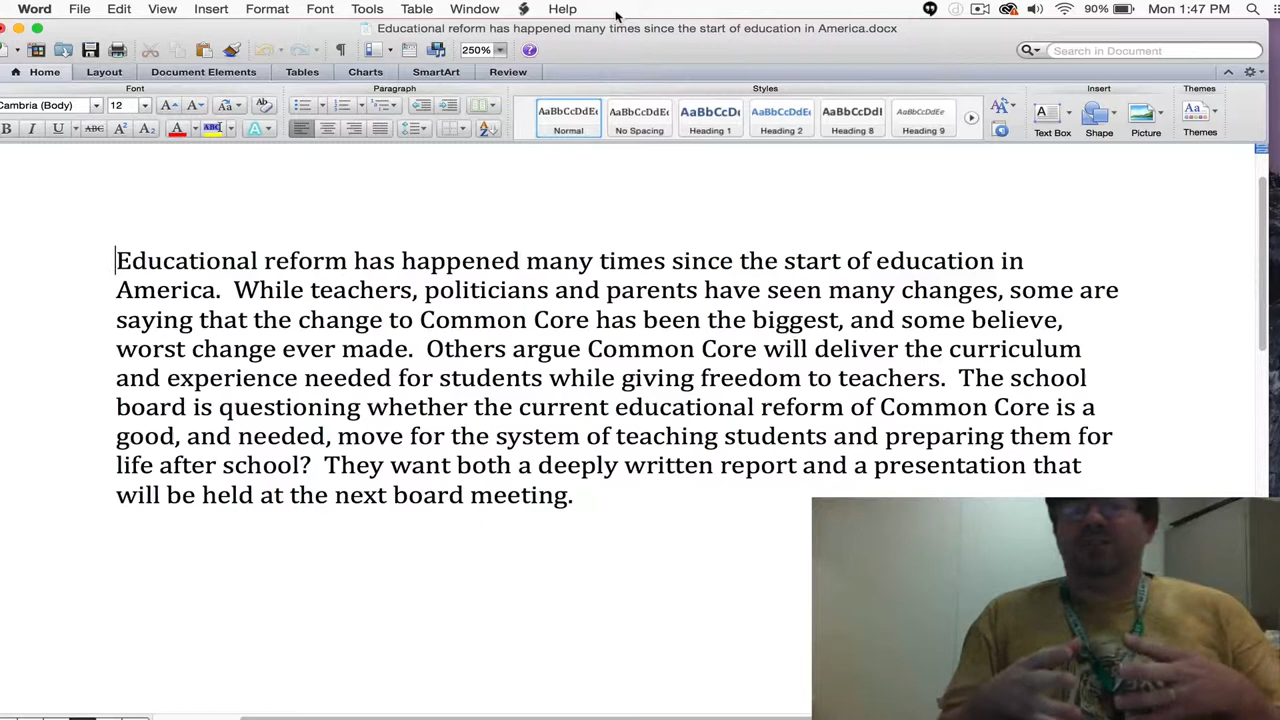 Word File Edit View Insert Format Font Tools Table Window Help 90% Mon 1:47 PM
Educational reform has happened many times since the start of education in America.docx
250% Search in Document
Home Layout Document Elements Tables Charts SmartArt Review
Font Paragraph Styles Insert Themes
Cambria (Body) 12 A A Aa Abc AaBbCcDdEe AaBbCcDdEe AaBbCcDc AaBbCcDdEe AaBbCcDdI AaBbCcDdEe A Aa
B I U ABC A² A₂ A ABC A Normal No Spacing Heading 1 Heading 2 Heading 8 Heading 9 Text Box Shape Picture Themes
Educational reform has happened many times since the start of education in
America. While teachers, politicians and parents have seen many changes, some are
saying that the change to Common Core has been the biggest, and some believe,
worst change ever made. Others argue Common Core will deliver the curriculum
and experience needed for students while giving freedom to teachers. The school
board is questioning whether the current educational reform of Common Core is a
good, and needed, move for the system of teaching students and preparing them for
life after school? They want both a deeply written report and a presentation that
will be held at the next board meeting.